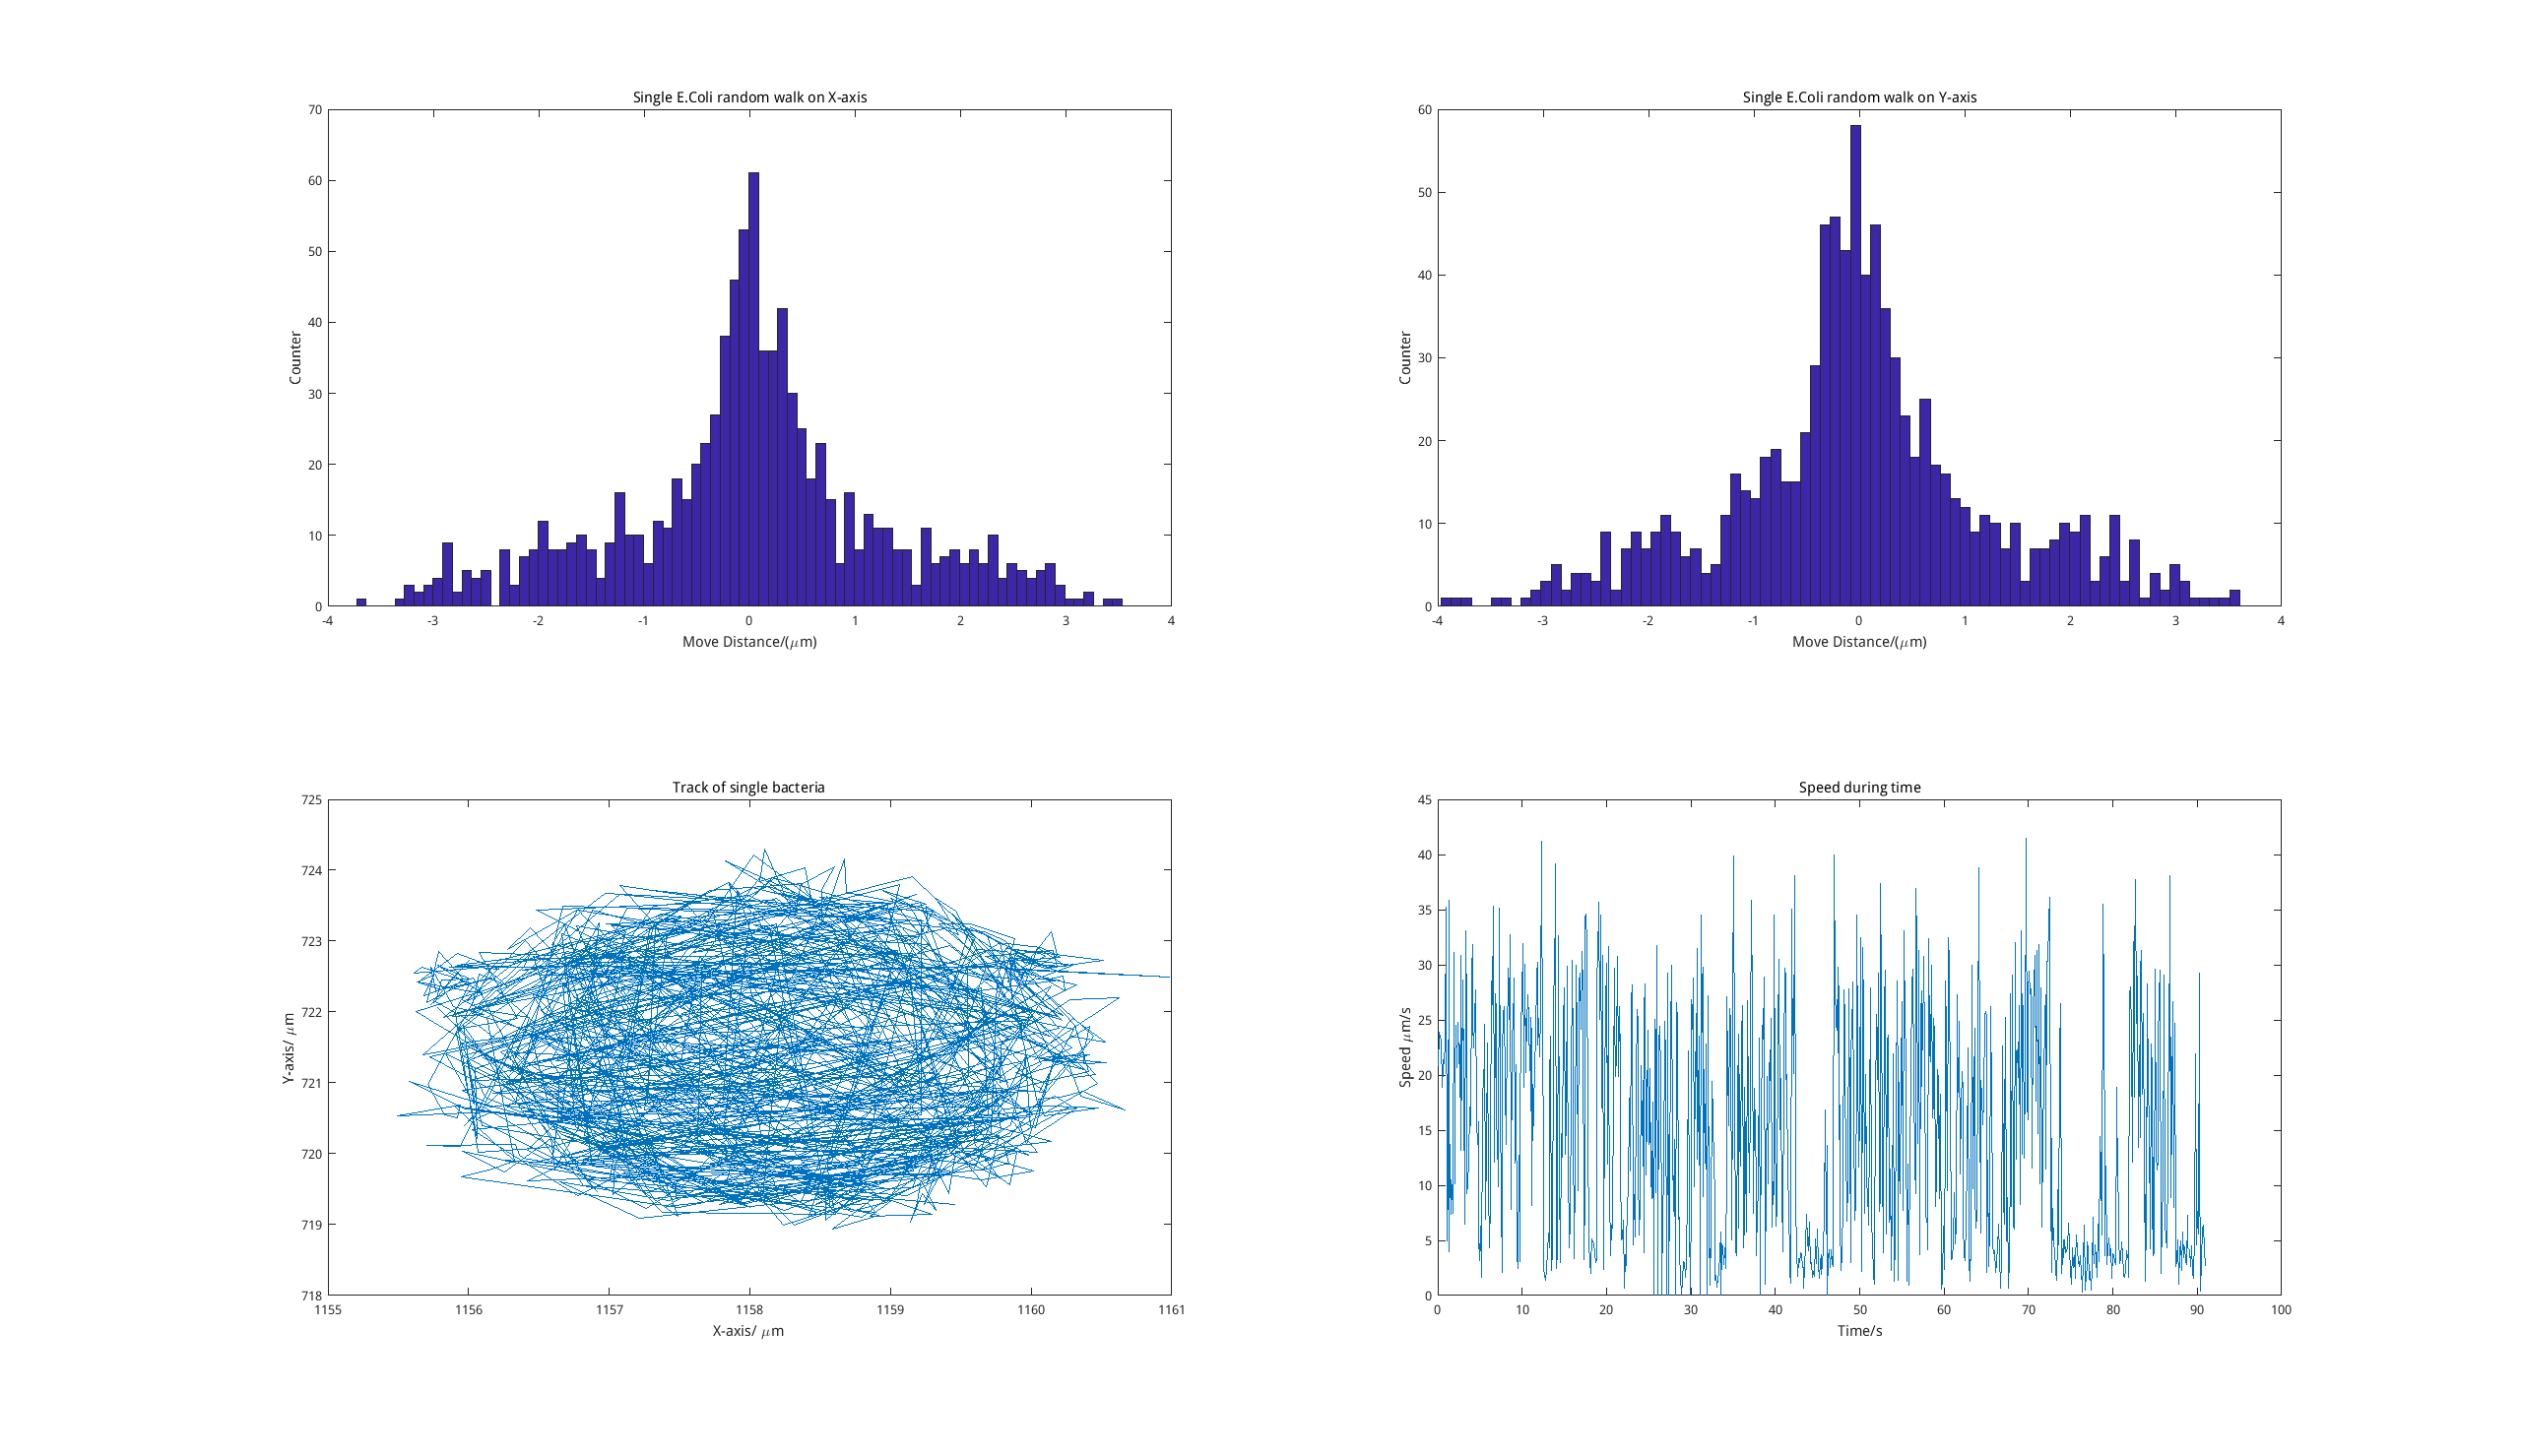 Single E.Coli random walk on X-axis
70
60
50
40
30
20
10
0
Counter
-4 -3 -2 -1 0 1 2 3 4
Move Distance/(μm)
Single E.Coli random walk on Y-axis
60
50
40
30
20
10
0
Counter
-4 -3 -2 -1 0 1 2 3 4
Move Distance/(μm)
Track of single bacteria
725
724
723
722
721
720
719
718
Y-axis/ μm
1155 1156 1157 1158 1159 1160 1161
X-axis/ μm
Speed during time
45
40
35
30
25
20
15
10
5
0
Speed μm/s
0 10 20 30 40 50 60 70 80 90 100
Time/s